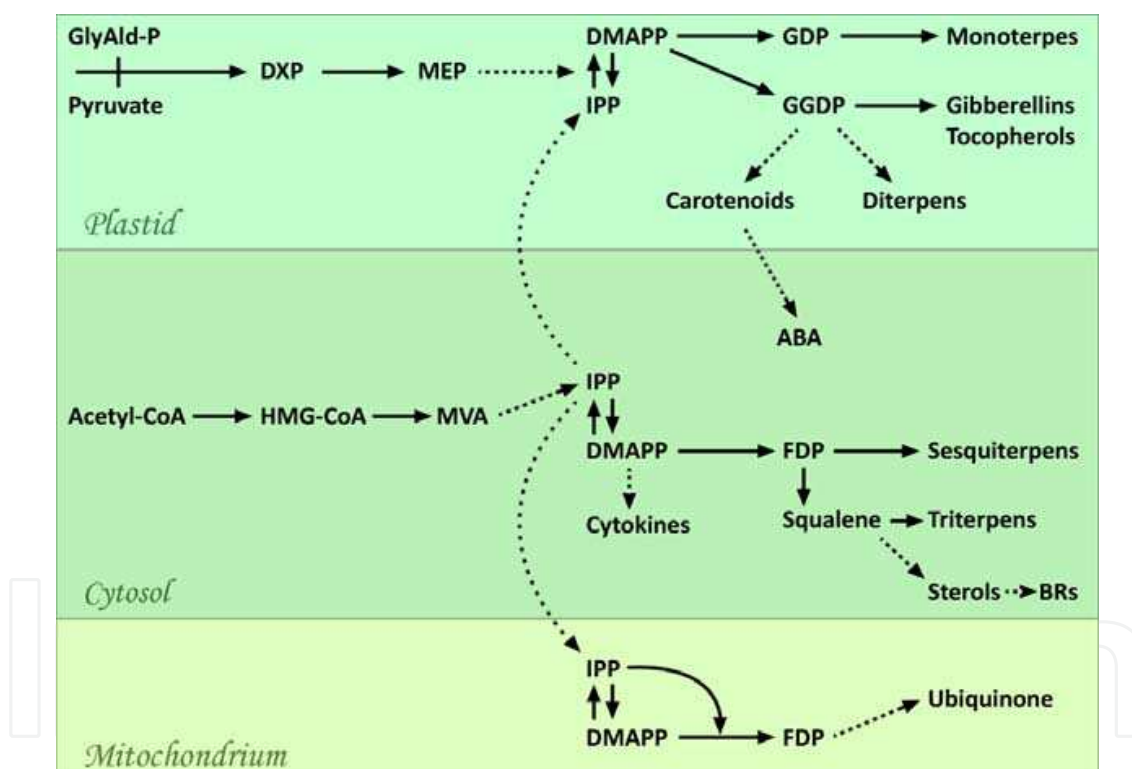 GlyAld-P
Pyruvate
DXP
MEP
DMAPP
IPP
GDP
Monoterpes
GGDP
Gibberellins
Tocopherols
Carotenoids
Diterpens
Plastid
ABA
Acetyl-CoA
HMG-CoA
MVA
IPP
DMAPP
FDP
Sesquiterpens
Cytokines
Squalene
Triterpens
Sterols
BRs
Cytosol
IPP
DMAPP
FDP
Ubiquinone
Mitochondrium